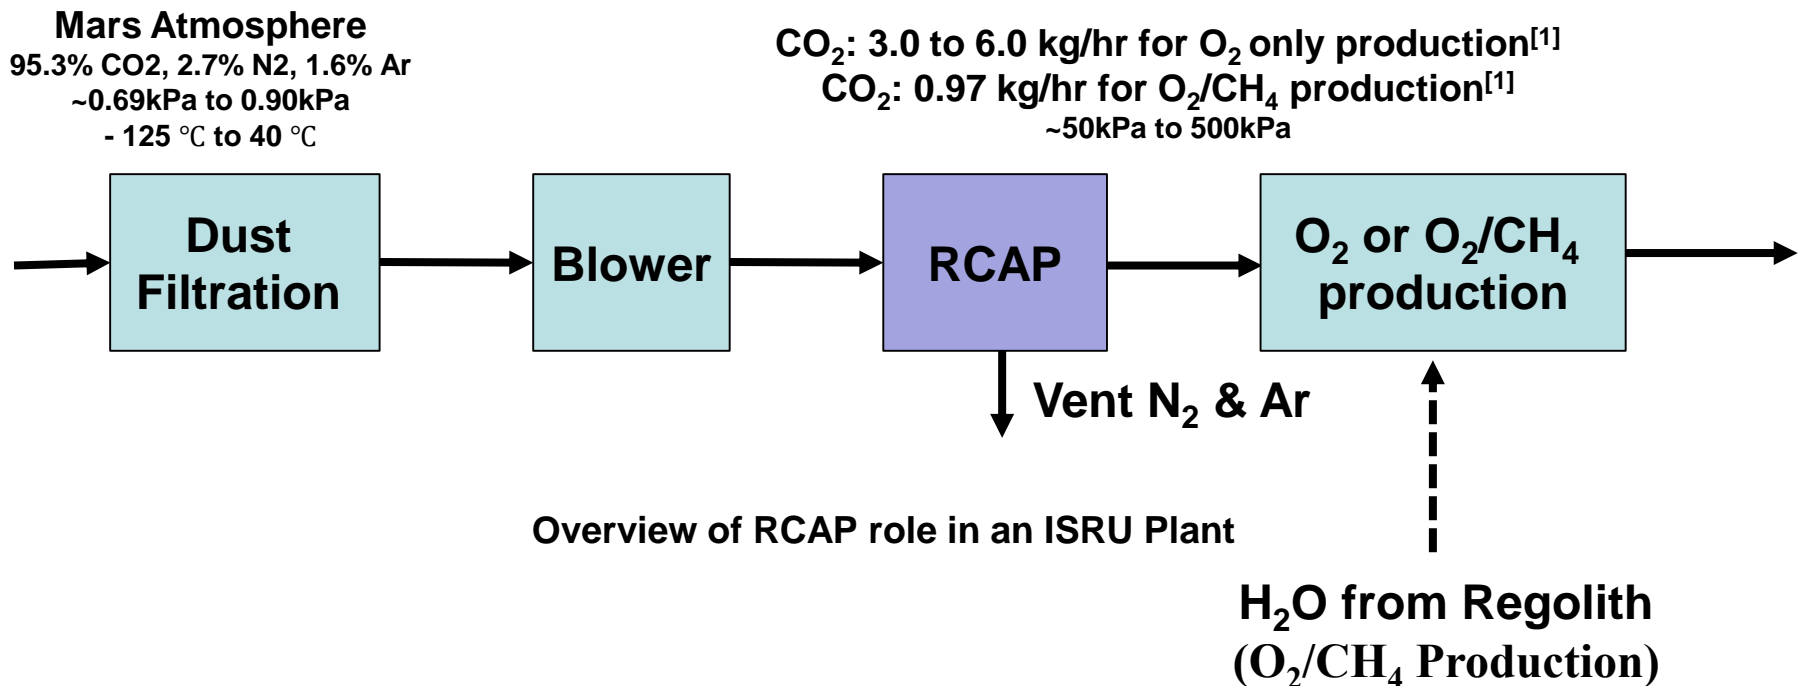 Mars Atmosphere
95.3% CO2, 2.7% N2, 1.6% Ar
~0.69kPa to 0.90kPa
- 125 ℃ to 40 ℃
CO₂: 3.0 to 6.0 kg/hr for O₂ only production[1]
CO₂: 0.97 kg/hr for O₂/CH₄ production[1]
~50kPa to 500kPa
Dust
Filtration
Blower
RCAP
O₂ or O₂/CH₄
production
Vent N₂ & Ar
Overview of RCAP role in an ISRU Plant
H₂O from Regolith
(O₂/CH₄ Production)